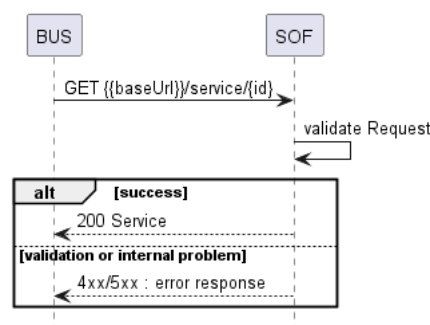 BUS
SOF
GET {{baseUrl}}/service/{id}
validate Request
alt
[success]
200 Service
[validation or internal problem]
4xx/5xx : error response